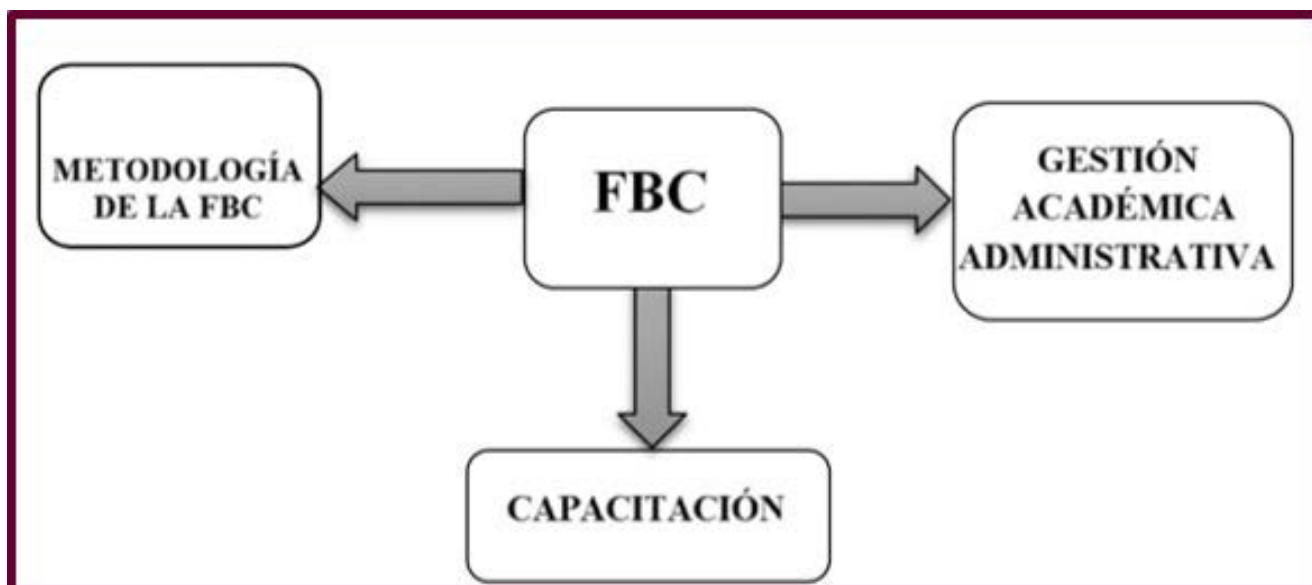 METODOLOGÍA
DE LA FBC
FBC
GESTIÓN
ACADÉMICA
ADMINISTRATIVA
CAPACITACIÓN